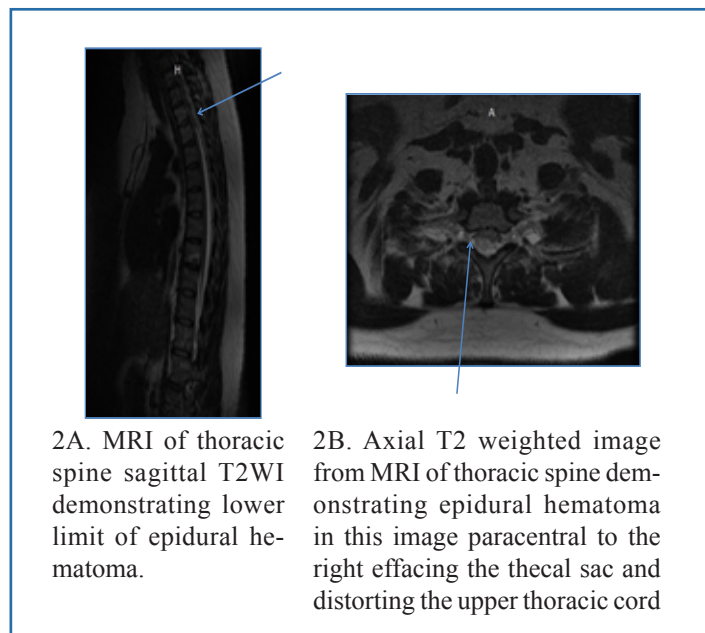 H
A
2A. MRI of thoracic
spine sagittal T2WI
demonstrating lower
limit of epidural he-
matoma.
2B. Axial T2 weighted image
from MRI of thoracic spine dem-
onstrating epidural hematoma
in this image paracentral to the
right effacing the thecal sac and
distorting the upper thoracic cord